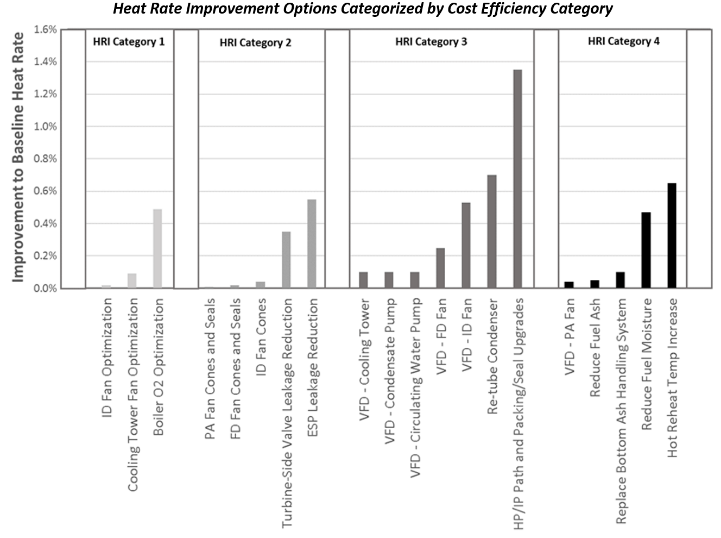 Heat Rate Improvement Options Categorized by Cost Efficiency Category
Improvement to Baseline Heat Rate
1.6%
1.4%
1.2%
1.0%
0.8%
0.6%
0.4%
0.2%
0.0%
HRI Category 1
HRI Category 2
HRI Category 3
HRI Category 4
ID Fan Optimization
Cooling Tower Fan Optimization
Boiler O2 Optimization
PA Fan Cones and Seals
FD Fan Cones and Seals
ID Fan Cones
Turbine-Side Valve Leakage Reduction
ESP Leakage Reduction
VFD - Cooling Tower
VFD - Condensate Pump
VFD - Circulating Water Pump
VFD - FD Fan
VFD - ID Fan
Re-tube Condenser
HP/IP Path and Packing/Seal Upgrades
VFD - PA Fan
Reduce Fuel Ash
Replace Bottom Ash Handling System
Reduce Fuel Moisture
Hot Reheat Temp Increase